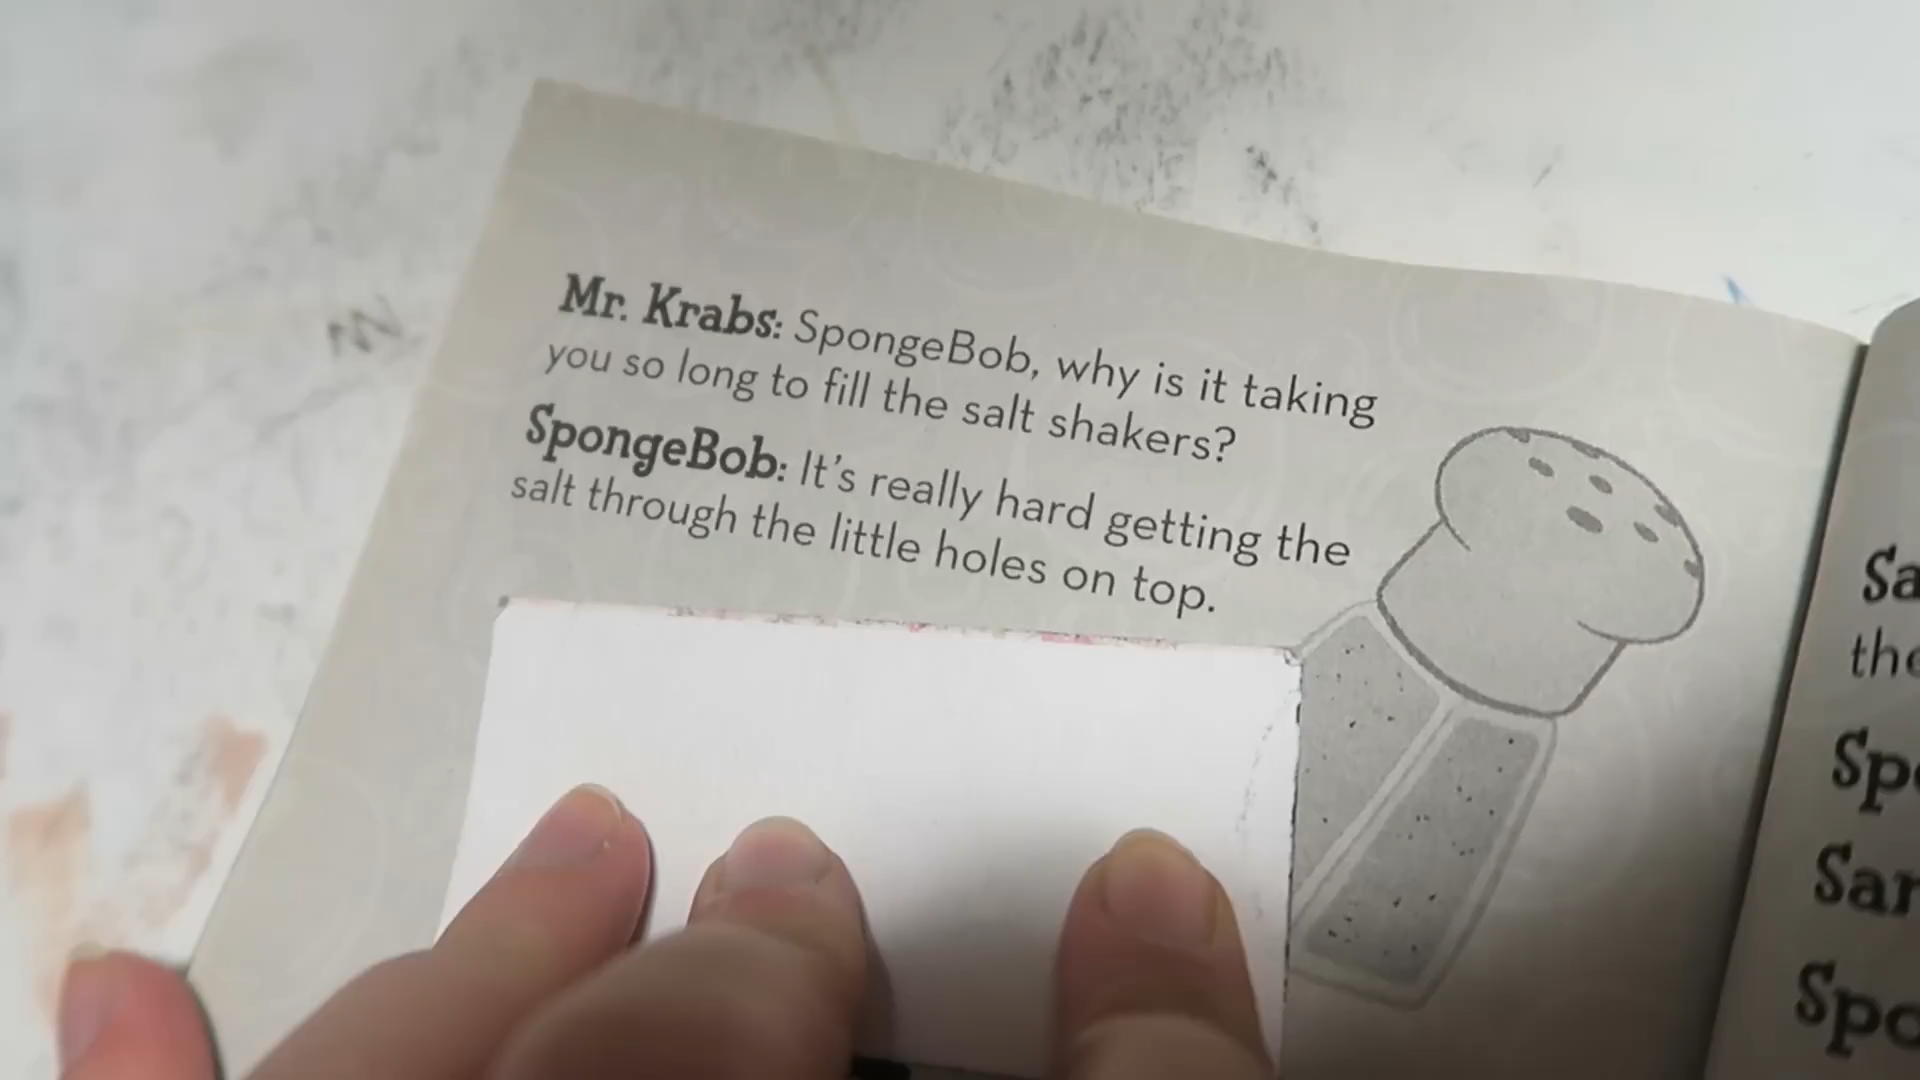 Mr. Krabs: SpongeBob, why is it taking
you so long to fill the salt shakers?
SpongeBob: It's really hard getting the
salt through the little holes on top.